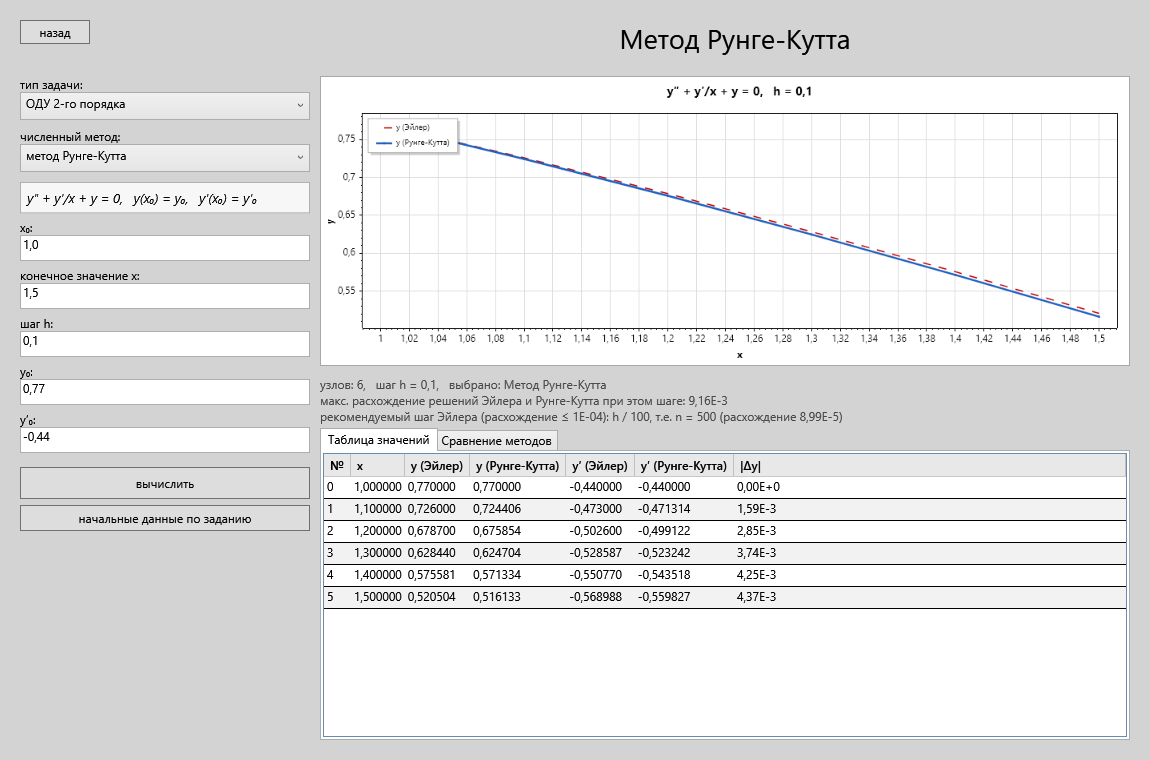 назад
Метод Рунге-Кутта
тип задачи:
ОДУ 2-го порядка
численный метод:
метод Рунге-Кутта
y″ + y′/x + y = 0,   y(x₀) = y₀,   y′(x₀) = y′₀
x₀:
1,0
конечное значение x:
1,5
шаг h:
0,1
y₀:
0,77
y′₀:
-0,44
вычислить
начальные данные по заданию
y″ + y′/x + y = 0,   h = 0,1
y (Эйлер)
y (Рунге-Кутта)
0,75
0,7
0,65
0,6
0,55
y
1 1,02 1,04 1,06 1,08 1,1 1,12 1,14 1,16 1,18 1,2 1,22 1,24 1,26 1,28 1,3 1,32 1,34 1,36 1,38 1,4 1,42 1,44 1,46 1,48 1,5
x
узлов: 6,   шаг h = 0,1,   выбрано: Метод Рунге-Кутта
макс. расхождение решений Эйлера и Рунге-Кутта при этом шаге: 9,16E-3
рекомендуемый шаг Эйлера (расхождение ≤ 1E-04): h / 100, т.е. n = 500 (расхождение 8,99E-5)
Таблица значений Сравнение методов
№ x y (Эйлер) y (Рунге-Кутта) y′ (Эйлер) y′ (Рунге-Кутта) |Δy|
0 1,000000 0,770000 0,770000 -0,440000 -0,440000 0,00E+0
1 1,100000 0,726000 0,724406 -0,473000 -0,471314 1,59E-3
2 1,200000 0,678700 0,675854 -0,502600 -0,499122 2,85E-3
3 1,300000 0,628440 0,624704 -0,528587 -0,523242 3,74E-3
4 1,400000 0,575581 0,571334 -0,550770 -0,543518 4,25E-3
5 1,500000 0,520504 0,516133 -0,568988 -0,559827 4,37E-3